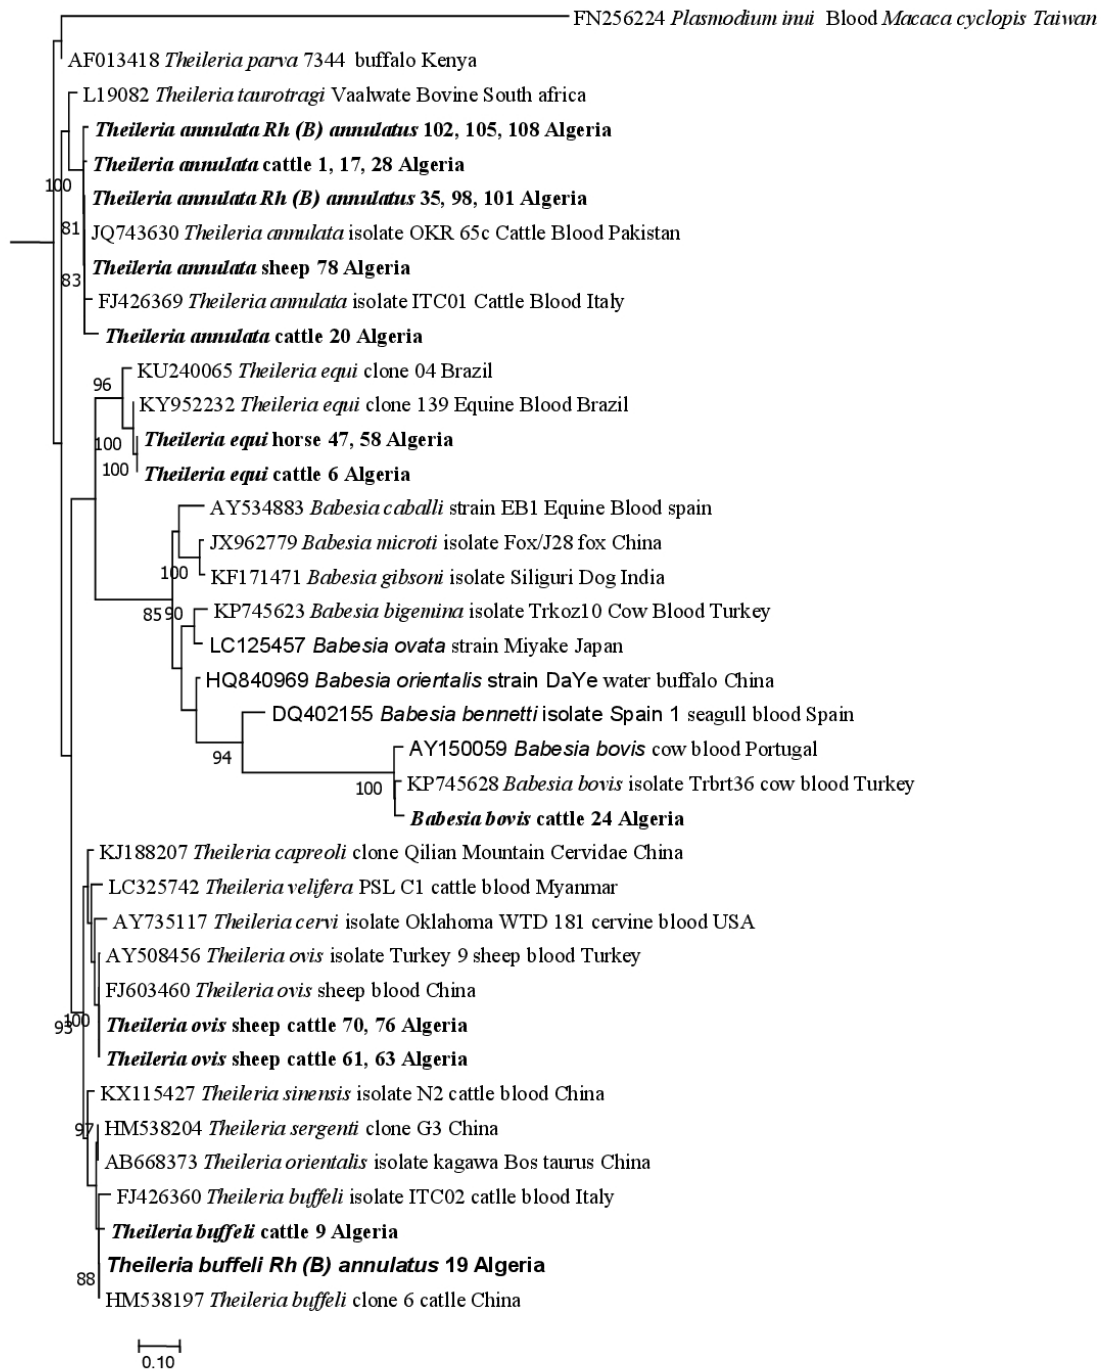 FN256224 Plasmodium inui Blood Macaca cyclopis Taiwan
AF013418 Theileria parva 7344 buffalo Kenya
L19082 Theileria taurotragi Vaalwate Bovine South africa
Theileria annulata Rh (B) annulatus 102, 105, 108 Algeria
Theileria annulata cattle 1, 17, 28 Algeria
100
Theileria annulata Rh (B) annulatus 35, 98, 101 Algeria
81
JQ743630 Theileria annulata isolate OKR 65c Cattle Blood Pakistan
Theileria annulata sheep 78 Algeria
83
FJ426369 Theileria annulata isolate ITC01 Cattle Blood Italy
Theileria annulata cattle 20 Algeria
KU240065 Theileria equi clone 04 Brazil
96
KY952232 Theileria equi clone 139 Equine Blood Brazil
Theileria equi horse 47, 58 Algeria
100
Theileria equi cattle 6 Algeria
100
AY534883 Babesia caballi strain EB1 Equine Blood spain
JX962779 Babesia microti isolate Fox/J28 fox China
100
KF171471 Babesia gibsoni isolate Siliguri Dog India
85 90
KP745623 Babesia bigemina isolate Trkoz10 Cow Blood Turkey
LC125457 Babesia ovata strain Miyake Japan
HQ840969 Babesia orientalis strain DaYe water buffalo China
DQ402155 Babesia bennetti isolate Spain 1 seagull blood Spain
94
AY150059 Babesia bovis cow blood Portugal
KP745628 Babesia bovis isolate Trbrt36 cow blood Turkey
100
Babesia bovis cattle 24 Algeria
KJ188207 Theileria capreoli clone Qilian Mountain Cervidae China
LC325742 Theileria velifera PSL C1 cattle blood Myanmar
AY735117 Theileria cervi isolate Oklahoma WTD 181 cervine blood USA
AY508456 Theileria ovis isolate Turkey 9 sheep blood Turkey
FJ603460 Theileria ovis sheep blood China
Theileria ovis sheep cattle 70, 76 Algeria
93 100
Theileria ovis sheep cattle 61, 63 Algeria
KX115427 Theileria sinensis isolate N2 cattle blood China
97
HM538204 Theileria sergenti clone G3 China
AB668373 Theileria orientalis isolate kagawa Bos taurus China
FJ426360 Theileria buffeli isolate ITC02 catlle blood Italy
Theileria buffeli cattle 9 Algeria
Theileria buffeli Rh (B) annulatus 19 Algeria
88
HM538197 Theileria buffeli clone 6 catlle China
0.10